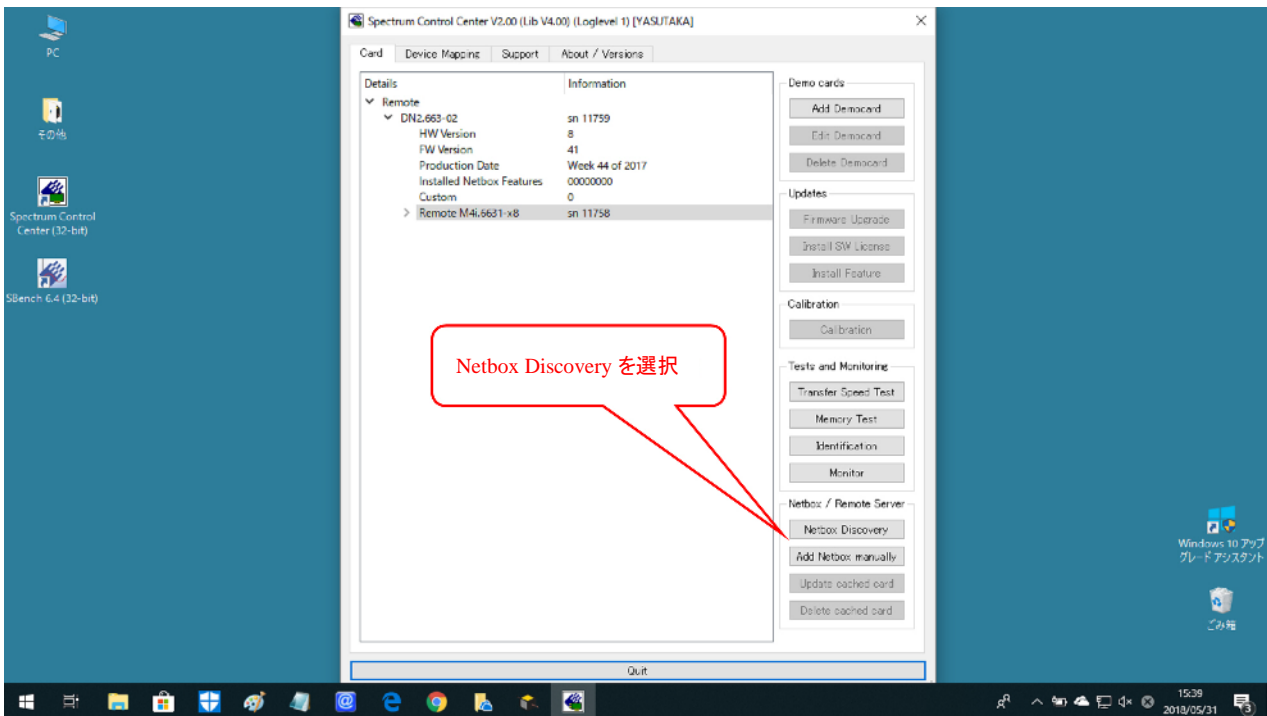 PC
その他
Spectrum Control
Center (32-bit)
SBench 6.4 (32-bit)
Spectrum Control Center V2.00 (Lib V4.00) (Loglevel 1) [YASUTAKA]
Card Device Mapping Support About / Versions
Details Information
Remote
DN2.663-02 sn 11759
HW Version 8
FW Version 41
Production Date Week 44 of 2017
Installed Netbox Features 00000000
Custom 0
Remote M4i.6631-x8 sn 11758
Netbox Discovery を選択
Demo cards
Add Democard
Edit Democard
Delete Democard
Updates
Firmware Upgrade
Install SW License
Install Feature
Calibration
Calibration
Tests and Monitoring
Transfer Speed Test
Memory Test
Identification
Monitor
Netbox / Remote Server
Netbox Discovery
Add Netbox manually
Update cached card
Delete cached card
Quit
Windows 10 アップ
グレード アシスタント
ごみ箱
15:39
2018/05/31
3